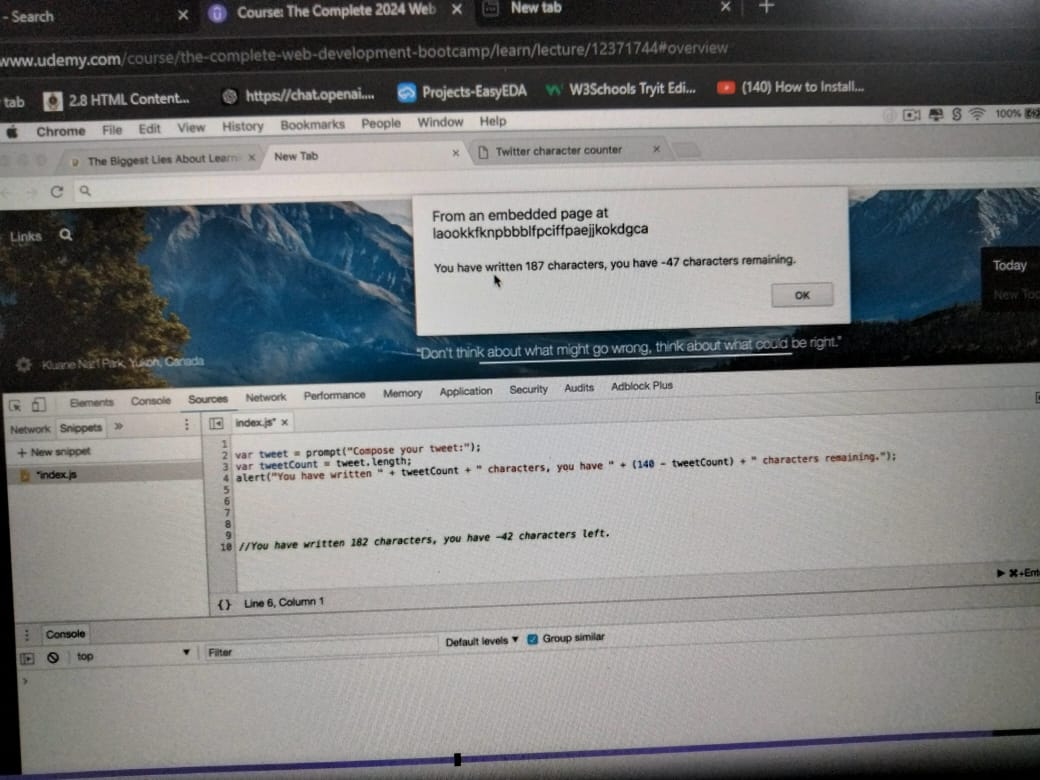 - Search
Course: The Complete 2024 Web
New tab
www.udemy.com/course/the-complete-web-development-bootcamp/learn/lecture/12371744#overview
tab
2.8 HTML Content...
https://chat.openai....
Projects-EasyEDA
W3Schools Tryit Edi...
(140) How to Install...
Chrome File Edit View History Bookmarks People Window Help
100%
The Biggest Lies About Learn
New Tab
Twitter character counter
Links
From an embedded page at
laookkfknpbbblfpciffpaejjkokdgca
You have written 187 characters, you have -47 characters remaining.
OK
Today
New
Kluane Nat'l Park, Yukon, Canada
"Don't think about what might go wrong, think about what could be right."
Elements Console Sources Network Performance Memory Application Security Audits Adblock Plus
Network Snippets »
index.js* ×
+ New snippet
*index.js
1
2 var tweet = prompt("Compose your tweet:");
3 var tweetCount = tweet.length;
4 alert("You have written " + tweetCount + " characters, you have " + (140 - tweetCount) + " characters remaining.");
5
6
7
8
9
10 //You have written 182 characters, you have -42 characters left.
⌘+Ent
{} Line 6, Column 1
Console
top
Filter
Default levels
Group similar